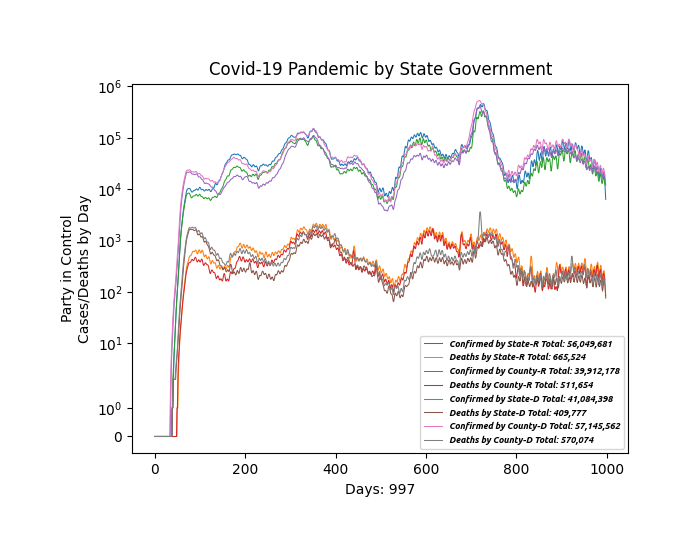 Covid-19 Pandemic by State Government
Party in Control
Cases/Deaths by Day
10^6
10^5
10^4
10^3
10^2
10^1
10^0
0
Confirmed by State-R Total: 56,049,681
Deaths by State-R Total: 665,524
Confirmed by County-R Total: 39,912,178
Deaths by County-R Total: 511,654
Confirmed by State-D Total: 41,084,398
Deaths by State-D Total: 409,777
Confirmed by County-D Total: 57,145,562
Deaths by County-D Total: 570,074
0 200 400 600 800 1000
Days: 997